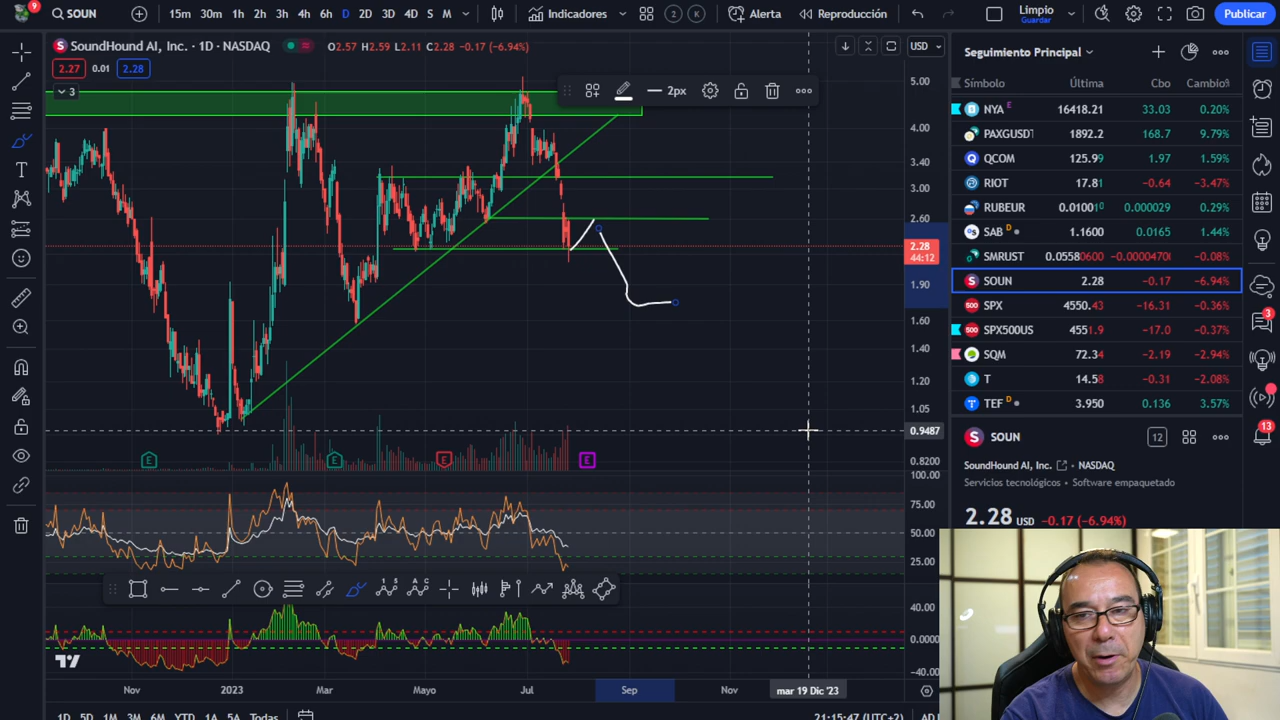 9
SOUN
15m 30m 1h 2h 3h 4h 6h D 2D 3D 4D S M
Indicadores
2
K
Alerta
Reproducción
Limpio
Guardar
Publicar
SoundHound AI, Inc. · 1D · NASDAQ
O2.57 H2.59 L2.11 C2.28 −0.17 (−6.94%)
USD
2.27 0.01 2.28
3
2px
5.00
4.00
3.40
3.00
2.60
2.28
44:12
1.90
1.60
1.40
1.20
1.05
0.9487
0.8200
100.00
75.00
50.00
25.00
40.00
0.0000
−40.00
E E E E
Nov 2023 Mar Mayo Jul Sep Nov
mar 19 Dic '23
1D 5D 1M 3M 6M YTD 1A 5A Todas
21:15:47 (UTC+2)
Seguimiento Principal
Símbolo Última Cbo Cambio%
NYA E 16418.21 33.03 0.20%
PAXGUSDT 1892.2 168.7 9.79%
QCOM 125.99 1.97 1.59%
RIOT 17.81 −0.64 −3.47%
RUBEUR 0.01001 0.000029 0.29%
SAB D 1.1600 0.0165 1.44%
SMRUST 0.05580600 −0.00004700 −0.08%
SOUN 2.28 −0.17 −6.94%
SPX 4550.43 −16.31 −0.36%
SPX500US 4551.9 −17.0 −0.37%
SQM 72.34 −2.19 −2.94%
T 14.58 −0.31 −2.08%
TEF D 3.950 0.136 3.57%
SOUN
12
SoundHound AI, Inc. • NASDAQ
Servicios tecnológicos • Software empaquetado
2.28 USD −0.17 (−6.94%)
3
13